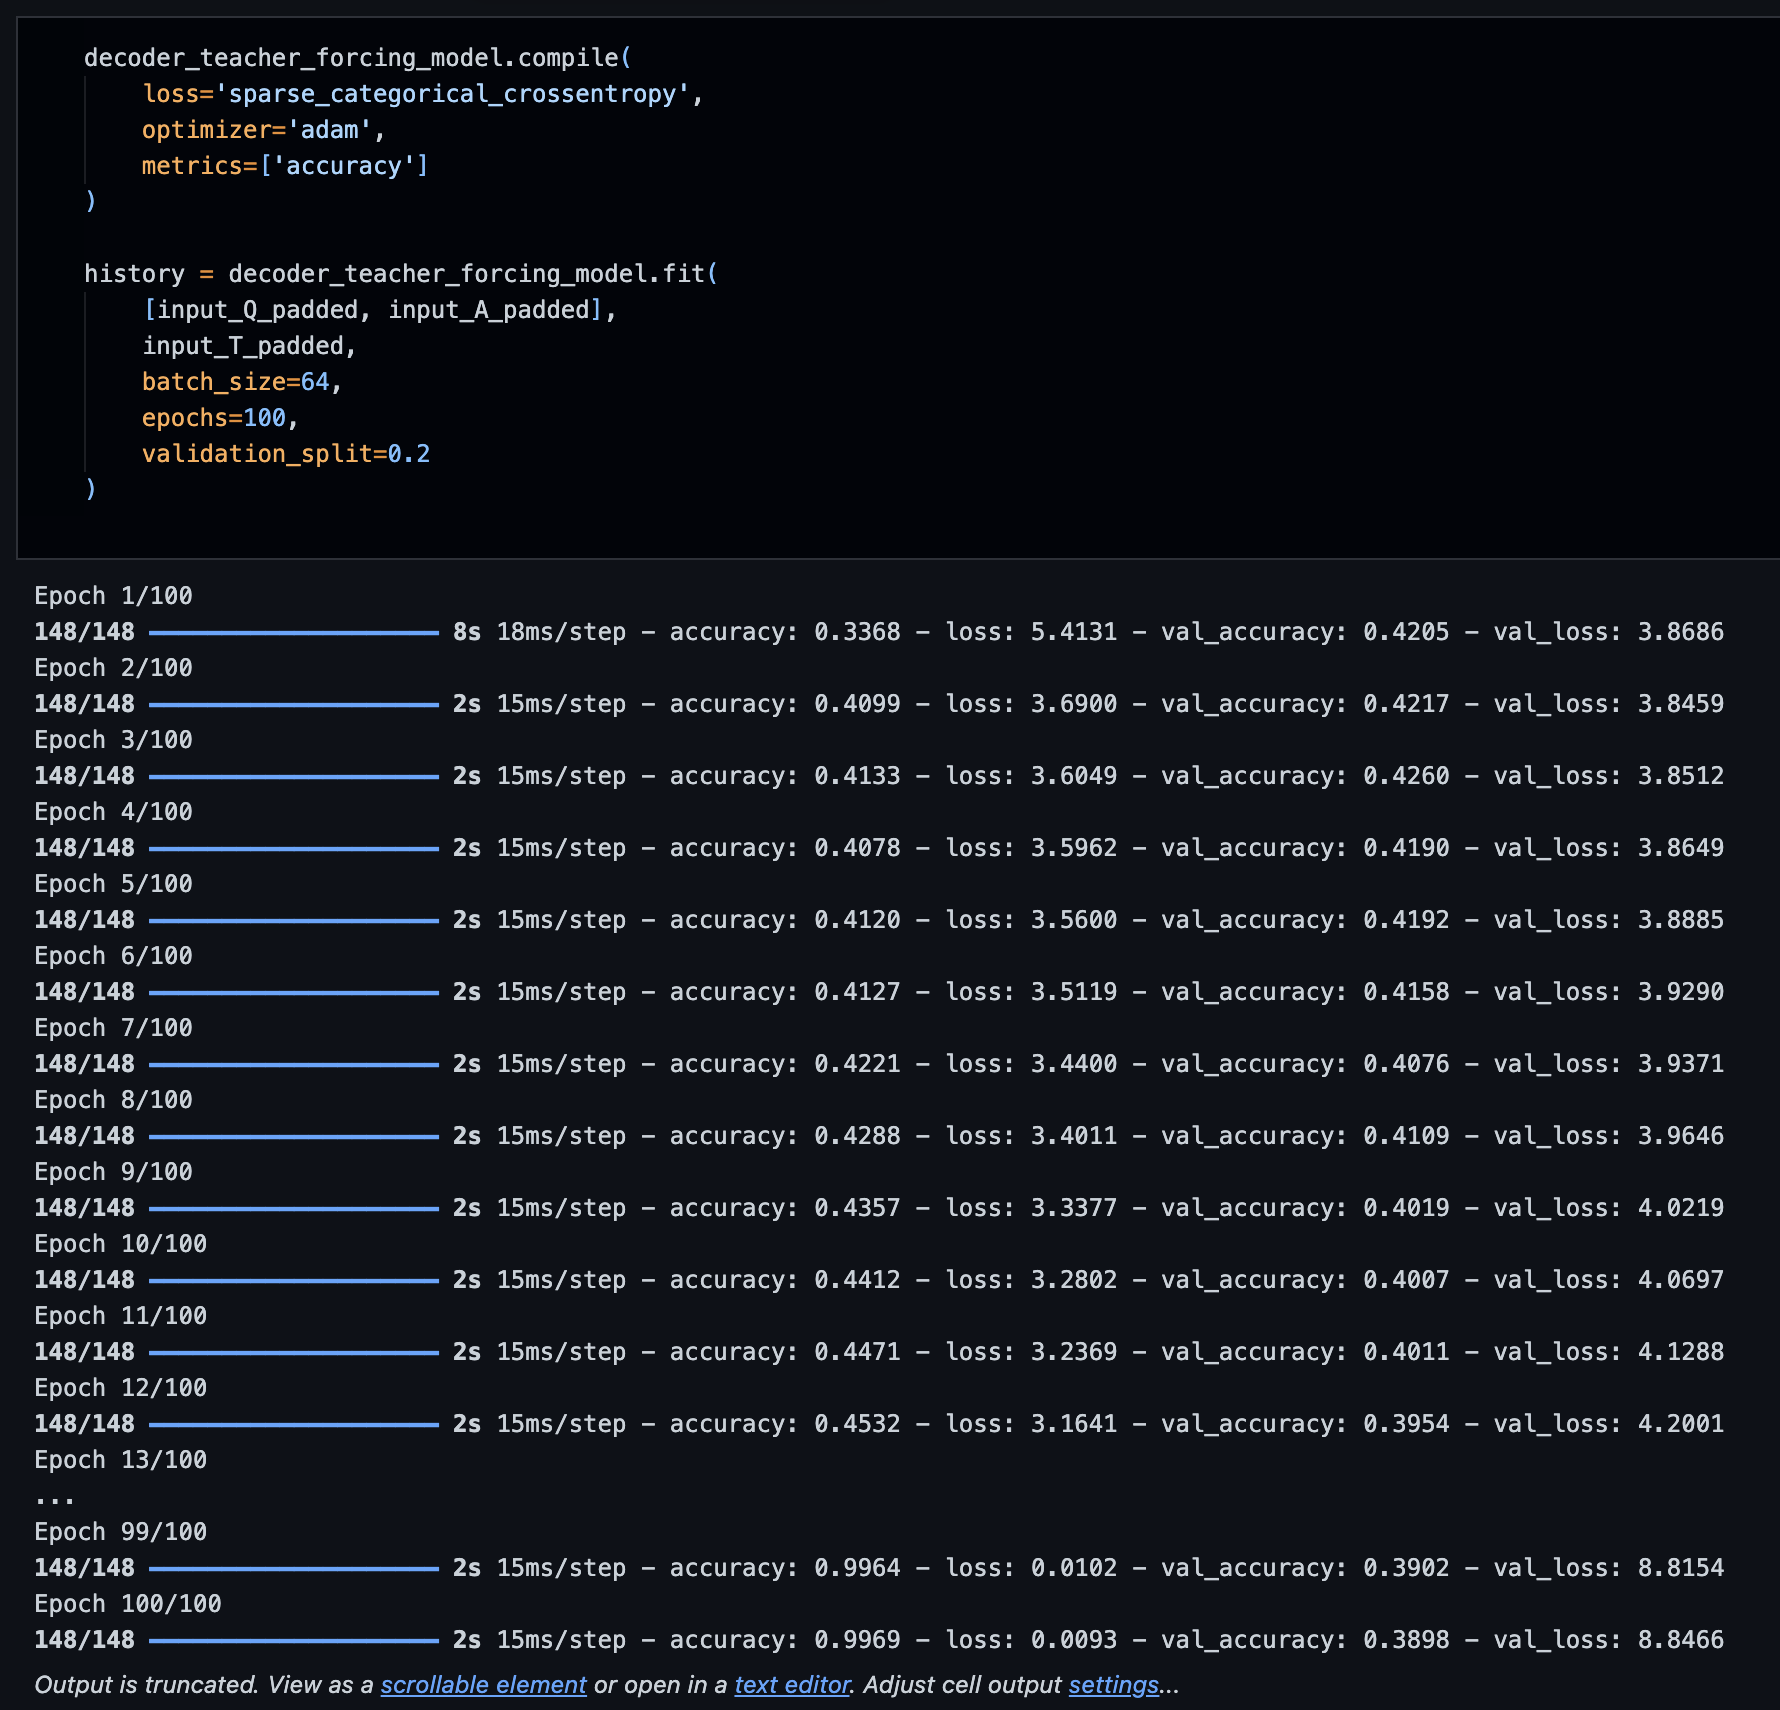 decoder_teacher_forcing_model.compile(
    loss='sparse_categorical_crossentropy',
    optimizer='adam',
    metrics=['accuracy']
)
history = decoder_teacher_forcing_model.fit(
    [input_Q_padded, input_A_padded],
    input_T_padded,
    batch_size=64,
    epochs=100,
    validation_split=0.2
)
Epoch 1/100
148/148 8s 18ms/step - accuracy: 0.3368 - loss: 5.4131 - val_accuracy: 0.4205 - val_loss: 3.8686
Epoch 2/100
148/148 2s 15ms/step - accuracy: 0.4099 - loss: 3.6900 - val_accuracy: 0.4217 - val_loss: 3.8459
Epoch 3/100
148/148 2s 15ms/step - accuracy: 0.4133 - loss: 3.6049 - val_accuracy: 0.4260 - val_loss: 3.8512
Epoch 4/100
148/148 2s 15ms/step - accuracy: 0.4078 - loss: 3.5962 - val_accuracy: 0.4190 - val_loss: 3.8649
Epoch 5/100
148/148 2s 15ms/step - accuracy: 0.4120 - loss: 3.5600 - val_accuracy: 0.4192 - val_loss: 3.8885
Epoch 6/100
148/148 2s 15ms/step - accuracy: 0.4127 - loss: 3.5119 - val_accuracy: 0.4158 - val_loss: 3.9290
Epoch 7/100
148/148 2s 15ms/step - accuracy: 0.4221 - loss: 3.4400 - val_accuracy: 0.4076 - val_loss: 3.9371
Epoch 8/100
148/148 2s 15ms/step - accuracy: 0.4288 - loss: 3.4011 - val_accuracy: 0.4109 - val_loss: 3.9646
Epoch 9/100
148/148 2s 15ms/step - accuracy: 0.4357 - loss: 3.3377 - val_accuracy: 0.4019 - val_loss: 4.0219
Epoch 10/100
148/148 2s 15ms/step - accuracy: 0.4412 - loss: 3.2802 - val_accuracy: 0.4007 - val_loss: 4.0697
Epoch 11/100
148/148 2s 15ms/step - accuracy: 0.4471 - loss: 3.2369 - val_accuracy: 0.4011 - val_loss: 4.1288
Epoch 12/100
148/148 2s 15ms/step - accuracy: 0.4532 - loss: 3.1641 - val_accuracy: 0.3954 - val_loss: 4.2001
Epoch 13/100
...
Epoch 99/100
148/148 2s 15ms/step - accuracy: 0.9964 - loss: 0.0102 - val_accuracy: 0.3902 - val_loss: 8.8154
Epoch 100/100
148/148 2s 15ms/step - accuracy: 0.9969 - loss: 0.0093 - val_accuracy: 0.3898 - val_loss: 8.8466
Output is truncated. View as a scrollable element or open in a text editor. Adjust cell output settings...